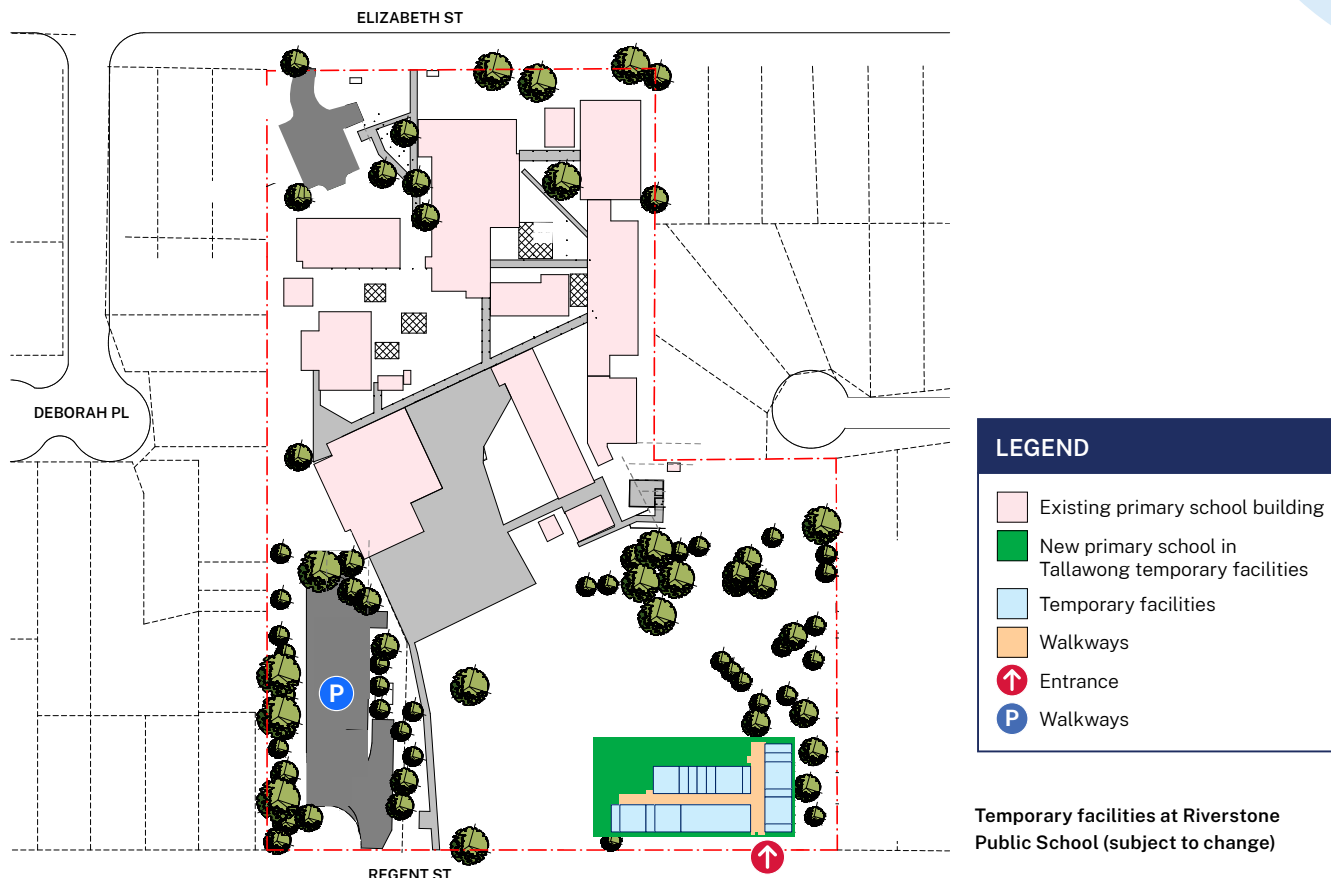 ELIZABETH ST
DEBORAH PL
LEGEND
Existing primary school building
New primary school in
Tallawong temporary facilities
Temporary facilities
Walkways
Entrance
P
Walkways
P
Temporary facilities at Riverstone
Public School (subject to change)
REGENT ST